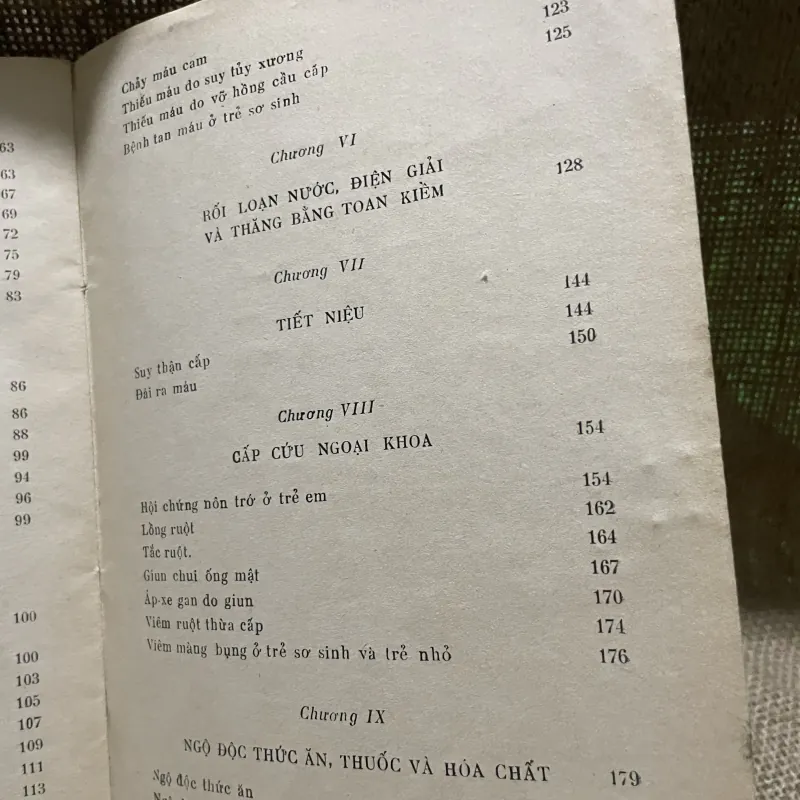 63
63
67
69
72
75
79
83
86
86
88
99
94
96
99
100
100
103
105
107
109
111
113
Chảy máu cam 123
Thiếu máu do suy tủy xương 125
Thiếu máu do vỡ hồng cầu cấp
Bệnh tan máu ở trẻ sơ sinh
Chương VI
RỐI LOẠN NƯỚC, ĐIỆN GIẢI 128
VÀ THĂNG BẰNG TOAN KIỀM
Chương VII
TIẾT NIỆU 144
Suy thận cấp 144
Đái ra máu 150
Chương VIII
CẤP CỨU NGOẠI KHOA 154
Hội chứng nôn trớ ở trẻ em 154
Lồng ruột 162
Tắc ruột. 164
Giun chui ống mật 167
Áp-xe gan do giun 170
Viêm ruột thừa cấp 174
Viêm màng bụng ở trẻ sơ sinh và trẻ nhỏ 176
Chương IX
NGỘ ĐỘC THỨC ĂN, THUỐC VÀ HÓA CHẤT 179
Ngộ độc thức ăn